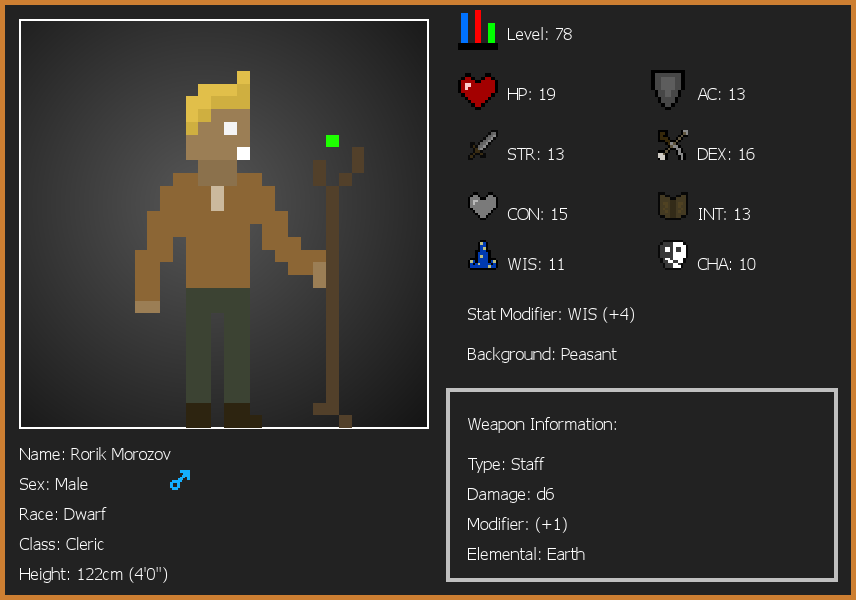 Level: 78
HP: 19
AC: 13
STR: 13
DEX: 16
CON: 15
INT: 13
WIS: 11
CHA: 10
Stat Modifier: WIS (+4)
Background: Peasant
Weapon Information:
Type: Staff
Damage: d6
Modifier: (+1)
Elemental: Earth
Name: Rorik Morozov
Sex: Male
Race: Dwarf
Class: Cleric
Height: 122cm (4'0")